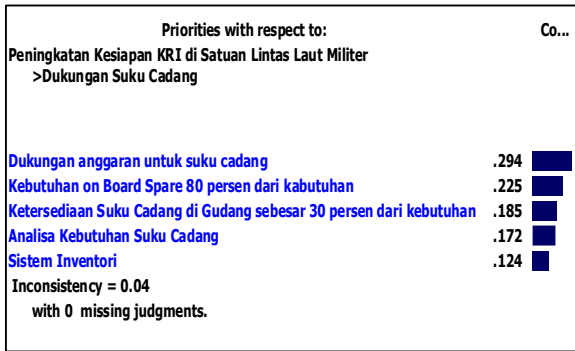 Priorities with respect to: Co...
Peningkatan Kesiapan KRI di Satuan Lintas Laut Militer
>Dukungan Suku Cadang
Dukungan anggaran untuk suku cadang .294
Kebutuhan on Board Spare 80 persen dari kabutuhan .225
Ketersediaan Suku Cadang di Gudang sebesar 30 persen dari kebutuhan .185
Analisa Kebutuhan Suku Cadang .172
Sistem Inventori .124
Inconsistency = 0.04
with 0 missing judgments.